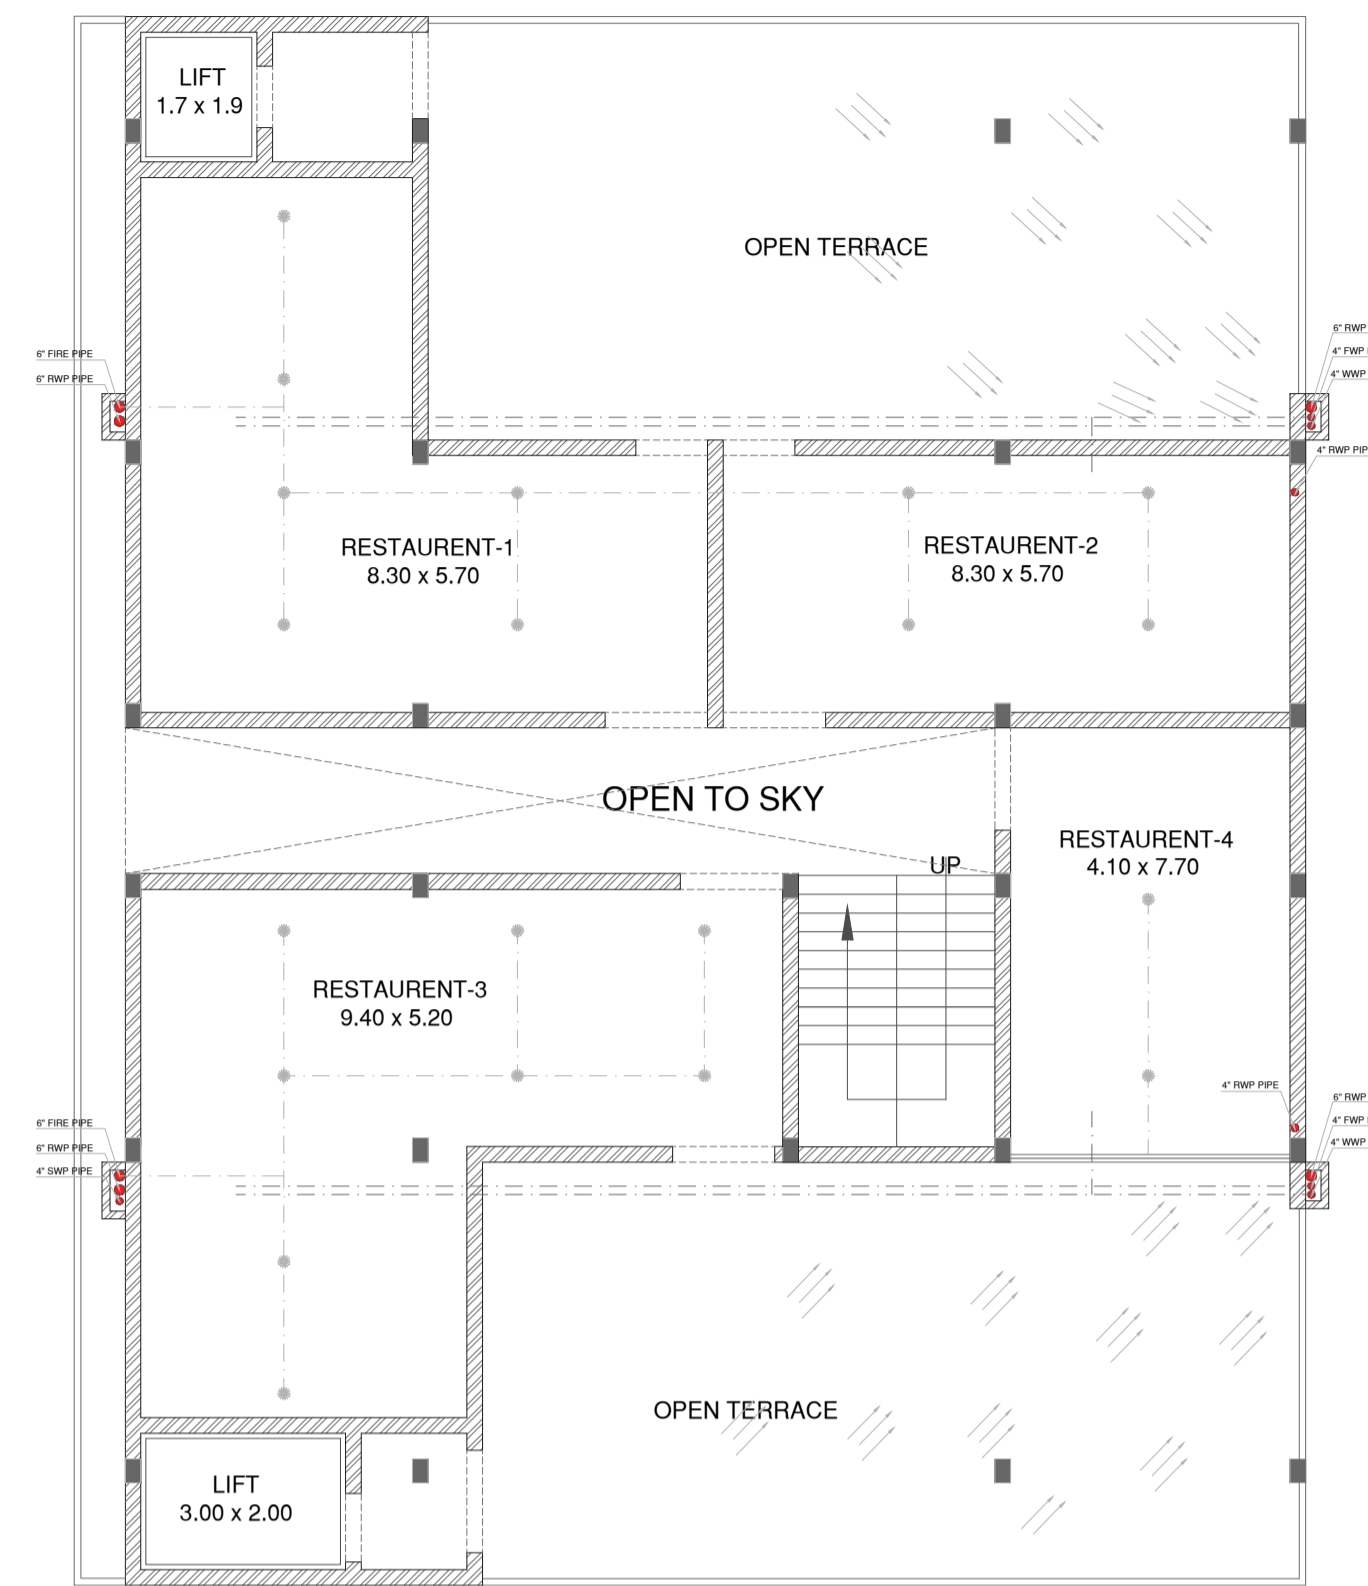 LIFT
1.7 x 1.9
OPEN TERRACE
6" FIRE PIPE
6" RWP PIPE
6" RWP
4" FWP
4" WWP
4" RWP PIP
RESTAURENT-1
8.30 x 5.70
RESTAURENT-2
8.30 x 5.70
OPEN TO SKY
UP
RESTAURENT-4
4.10 x 7.70
RESTAURENT-3
9.40 x 5.20
4" RWP PIPE
6" RWP
4" FWP
4" WWP
6" FIRE PIPE
6" RWP PIPE
4" SWP PIPE
OPEN TERRACE
LIFT
3.00 x 2.00